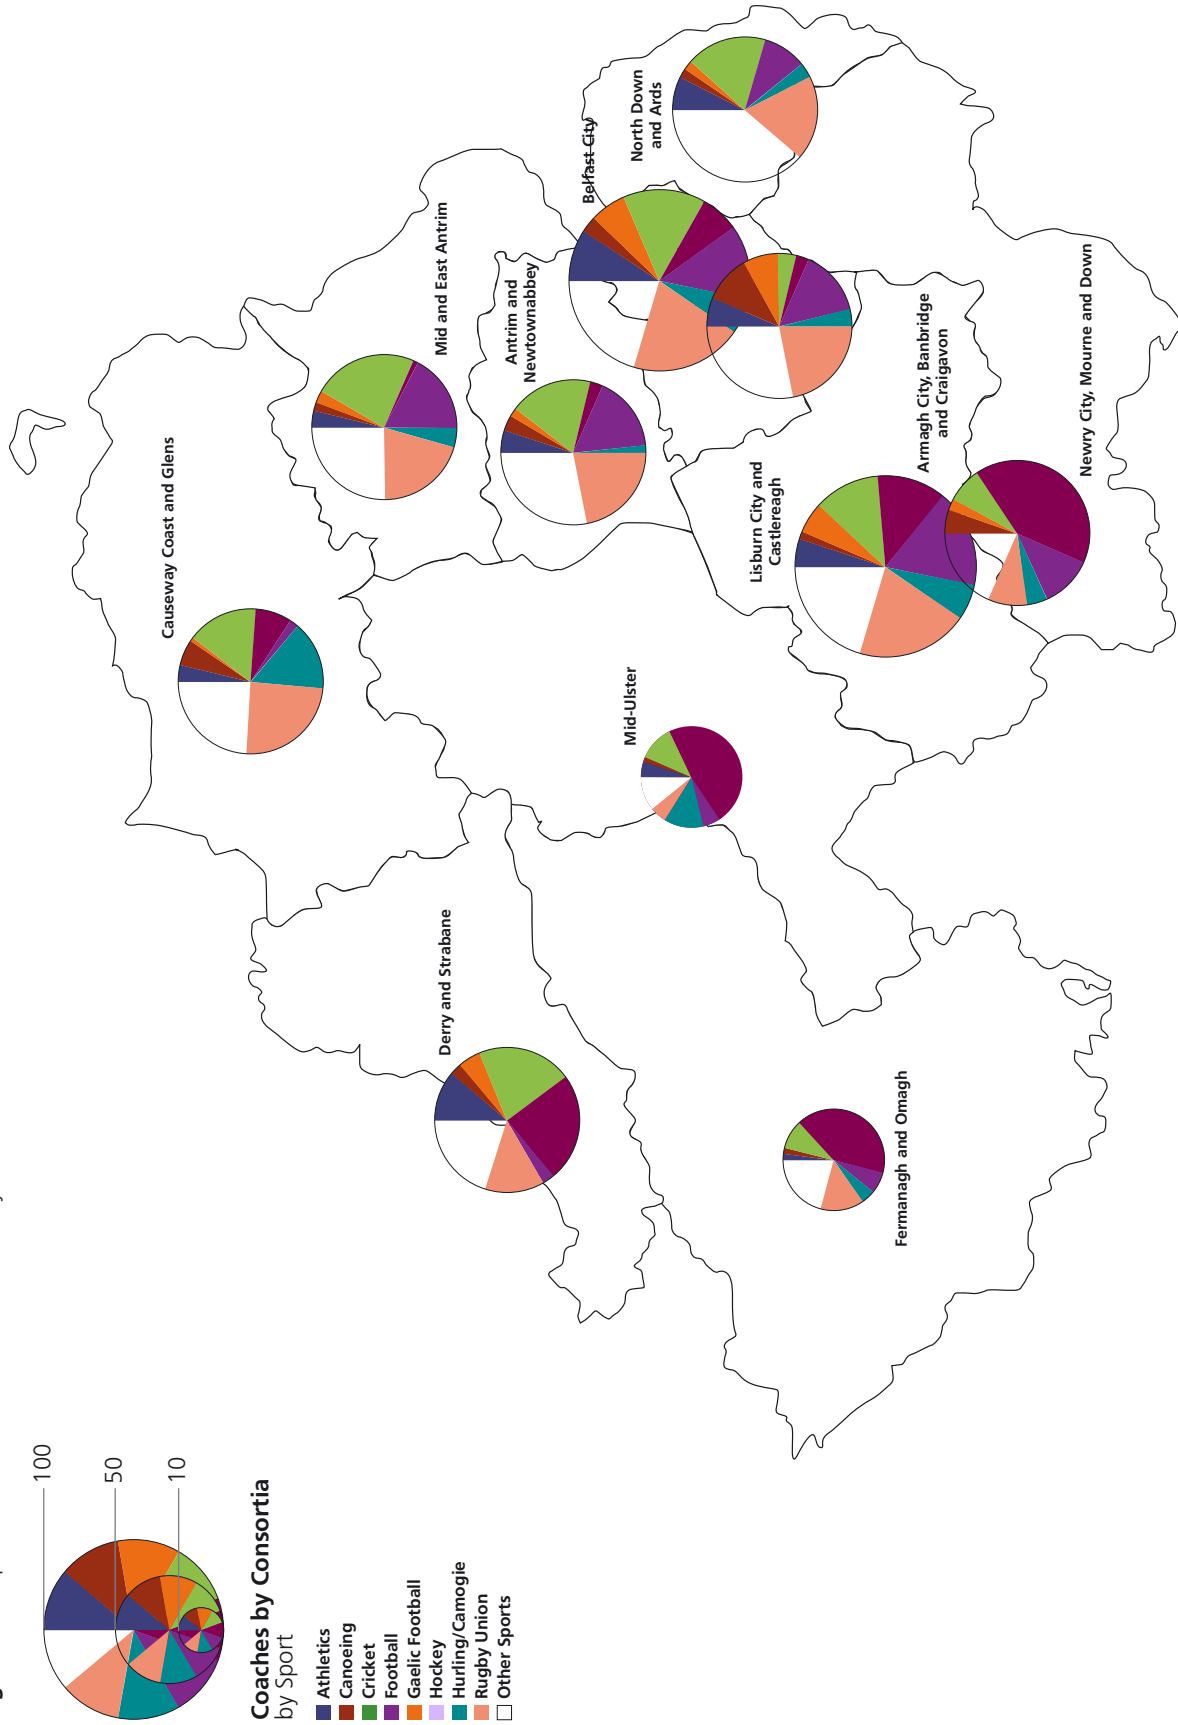 100
50
10
Coaches by Consortia
by Sport
Athletics
Canoeing
Cricket
Football
Gaelic Football
Hockey
Hurling/Camogie
Rugby Union
Other Sports
Causeway Coast and Glens
Mid and East Antrim
Antrim and
Newtownabbey
Belfast City
North Down
and Ards
Derry and Strabane
Mid-Ulster
Lisburn City and
Castlereagh
Armagh City, Banbridge
and Craigavon
Newry City, Mourne and Down
Fermanagh and Omagh